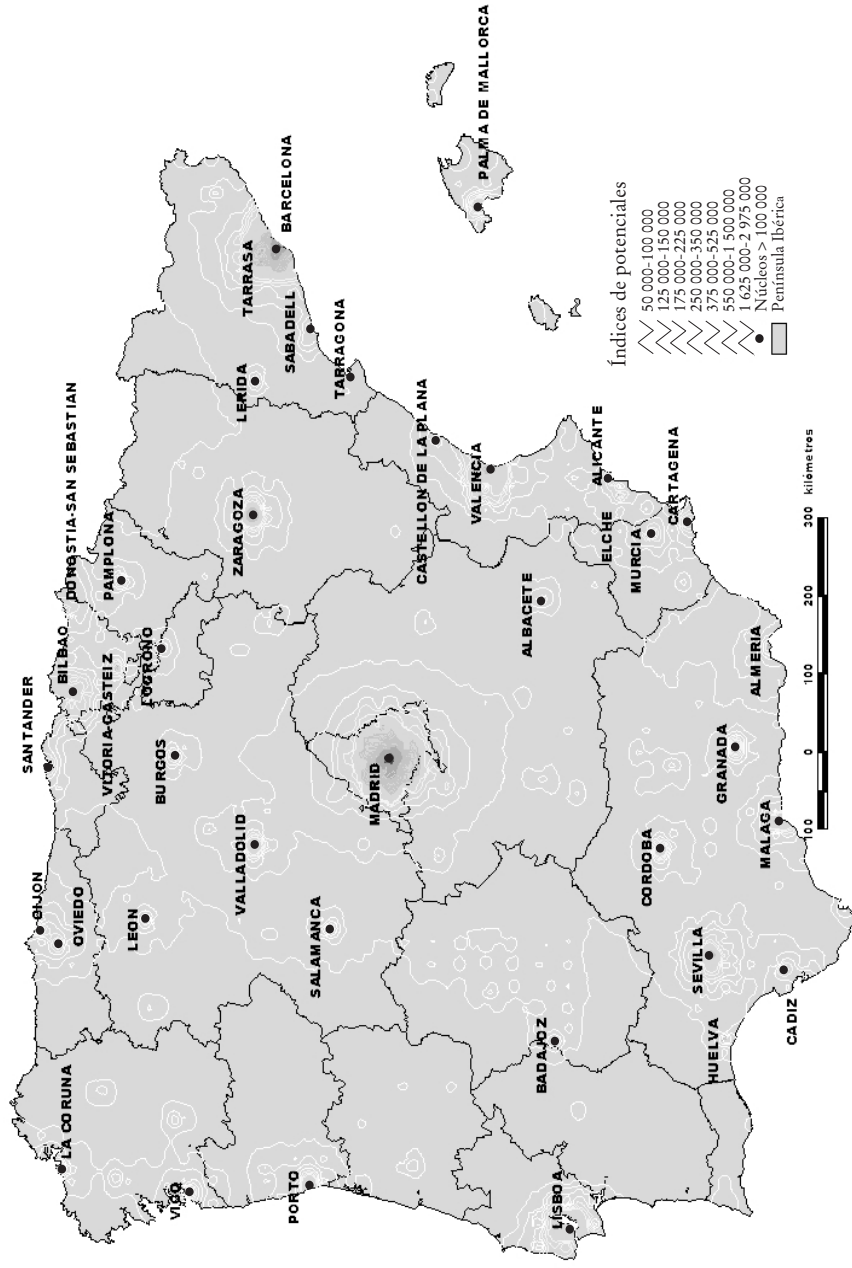 LA CORUNA
GIJON
OVIEDO
SANTANDER
BILBAO
DONOSTIA-SAN SEBASTIAN
VITORIA-GASTEIZ
PAMPLONA
LOGRONO
LEON
BURGOS
VIGO
PORTO
VALLADOLID
SALAMANCA
ZARAGOZA
LERIDA
TARRASA
BARCELONA
SABADELL
TARRAGONA
MADRID
CASTELLON DE LA PLANA
VALENCIA
PALMA DE MALLORCA
LISBOA
BADAJOZ
ALBACETE
ALICANTE
ELCHE
MURCIA
CARTAGENA
CORDOBA
SEVILLA
HUELVA
CADIZ
GRANADA
MALAGA
ALMERIA
Índices de potenciales
50 000-100 000
125 000-150 000
175 000-225 000
250 000-350 000
375 000-525 000
550 000-1 500 000
1 625 000-2 975 000
Núcleos > 100 000
Península Ibérica
100 0 100 200 300
kilómetros